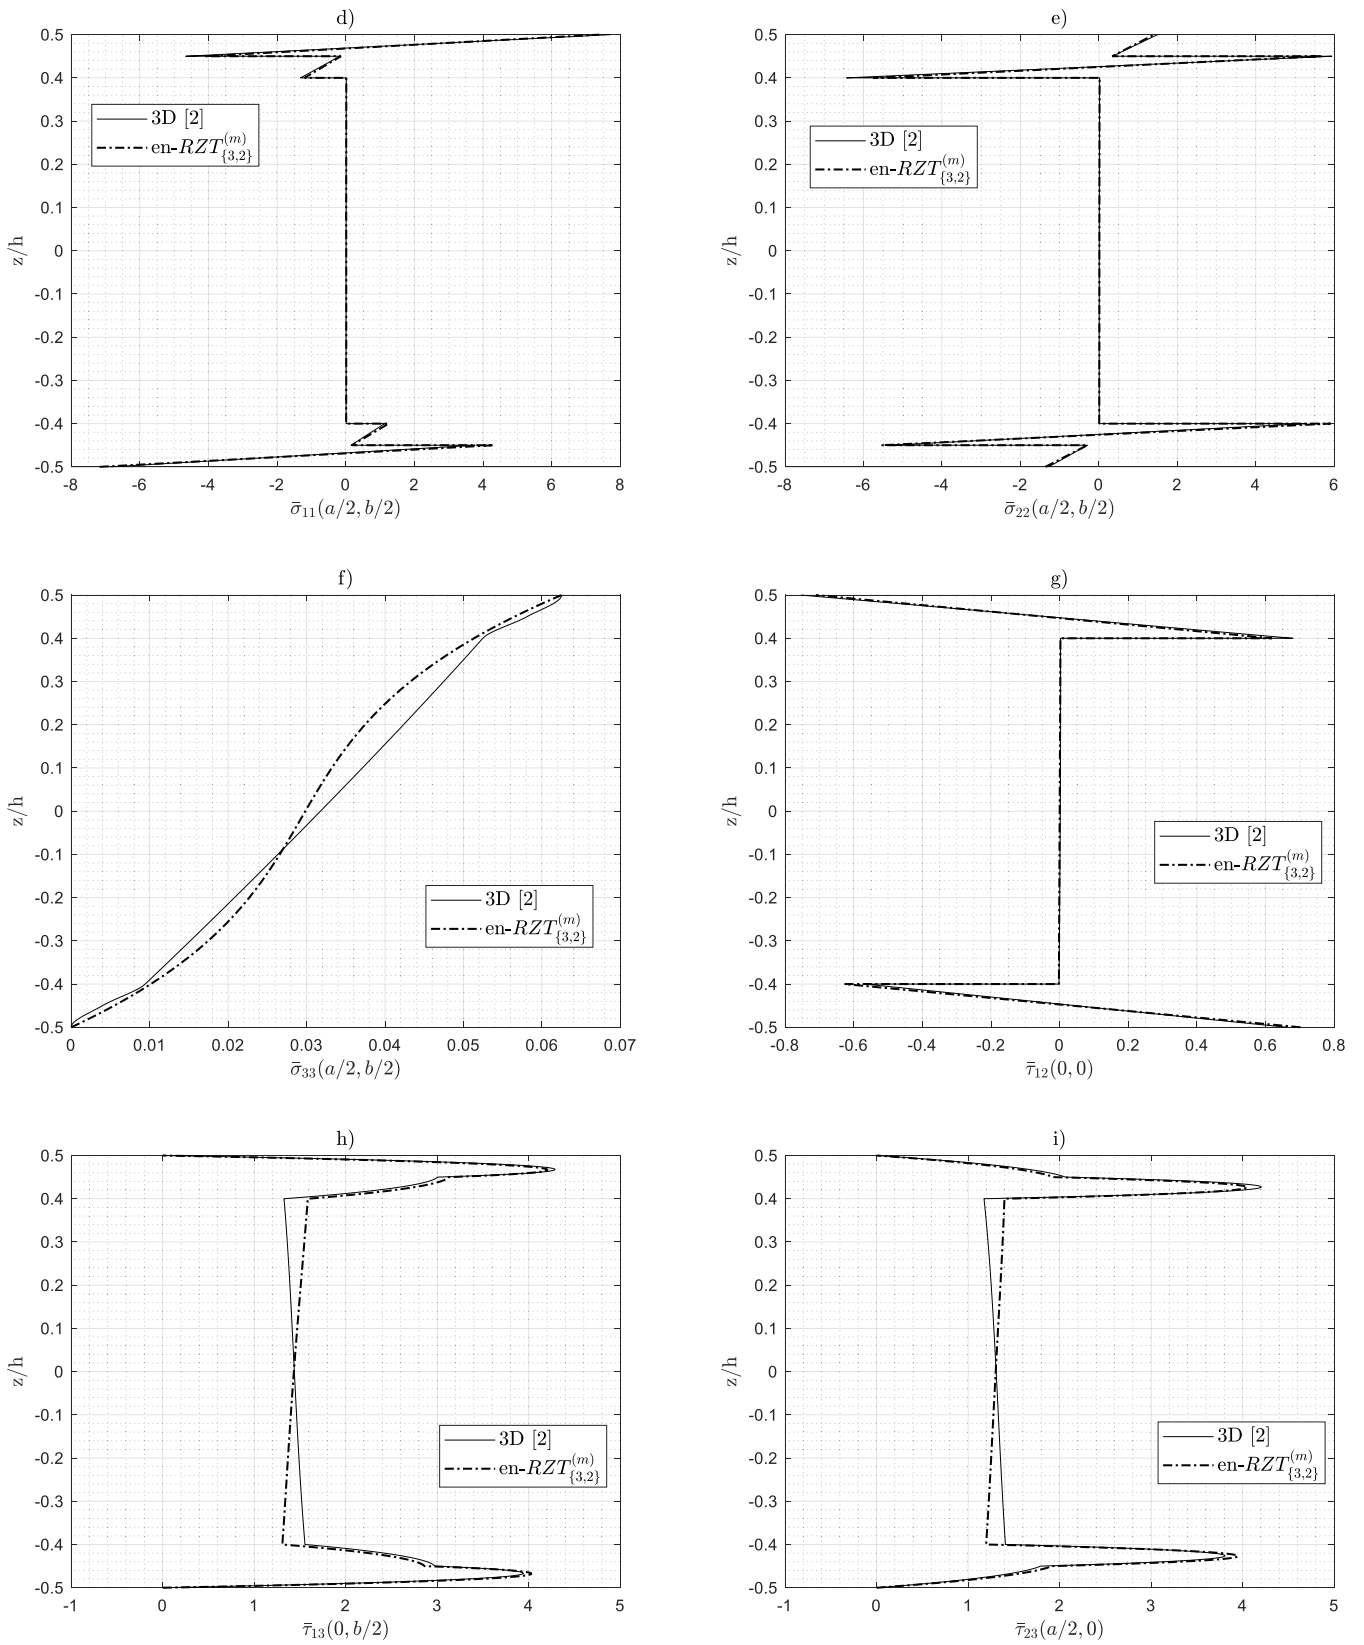 d)
0.5
0.4
0.3
0.2
0.1
0
-0.1
-0.2
-0.3
-0.4
-0.5
z/h
3D [2]
en-$RZT^{(m)}_{\{3,2\}}$
-8 -6 -4 -2 0 2 4 6 8
$\bar{\sigma}_{11}(a/2, b/2)$
e)
0.5
0.4
0.3
0.2
0.1
0
-0.1
-0.2
-0.3
-0.4
-0.5
z/h
3D [2]
en-$RZT^{(m)}_{\{3,2\}}$
-8 -6 -4 -2 0 2 4 6
$\bar{\sigma}_{22}(a/2, b/2)$
f)
0.5
0.4
0.3
0.2
0.1
0
-0.1
-0.2
-0.3
-0.4
-0.5
z/h
3D [2]
en-$RZT^{(m)}_{\{3,2\}}$
0 0.01 0.02 0.03 0.04 0.05 0.06 0.07
$\bar{\sigma}_{33}(a/2, b/2)$
g)
0.5
0.4
0.3
0.2
0.1
0
-0.1
-0.2
-0.3
-0.4
-0.5
z/h
3D [2]
en-$RZT^{(m)}_{\{3,2\}}$
-0.8 -0.6 -0.4 -0.2 0 0.2 0.4 0.6 0.8
$\bar{\tau}_{12}(0, 0)$
h)
0.5
0.4
0.3
0.2
0.1
0
-0.1
-0.2
-0.3
-0.4
-0.5
z/h
3D [2]
en-$RZT^{(m)}_{\{3,2\}}$
-1 0 1 2 3 4 5
$\bar{\tau}_{13}(0, b/2)$
i)
0.5
0.4
0.3
0.2
0.1
0
-0.1
-0.2
-0.3
-0.4
-0.5
z/h
3D [2]
en-$RZT^{(m)}_{\{3,2\}}$
-1 0 1 2 3 4 5
$\bar{\tau}_{23}(a/2, 0)$